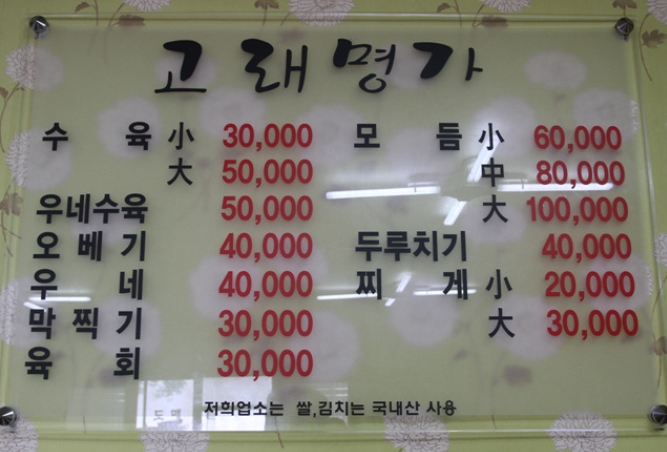 고래명가
수육 小 30,000
大 50,000
우네수육 50,000
오베기 40,000
우네 40,000
막찍기 30,000
육회 30,000
모듬 小 60,000
中 80,000
大 100,000
두루치기 40,000
찌게 小 20,000
大 30,000
저희업소는 쌀,김치는 국내산 사용